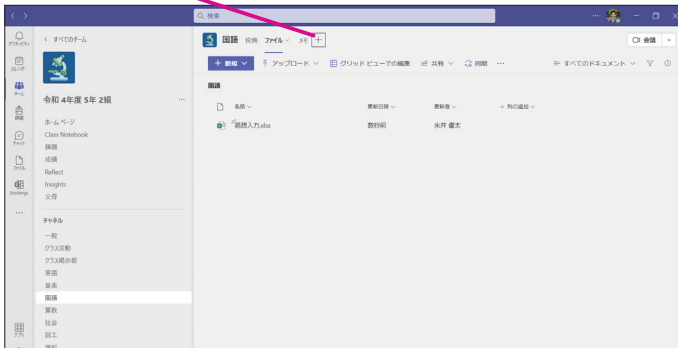 検索
アクティビティ
カレンダー
チーム
課題
チャット
ファイル
Bookings
アプリ
すべてのチーム
令和 4年度 5年 2組
ホーム ページ
Class Notebook
課題
成績
Reflect
Insights
父母
チャネル
一般
クラス活動
クラス掲示板
英語
音楽
国語
算数
社会
図工
理科
国語 投稿 ファイル メモ
会議
新規 アップロード グリッド ビューでの編集 共有 同期 すべてのドキュメント
国語
名前 更新日時 更新者 + 列の追加
感想入力.xlsx 数秒前 永井 優太